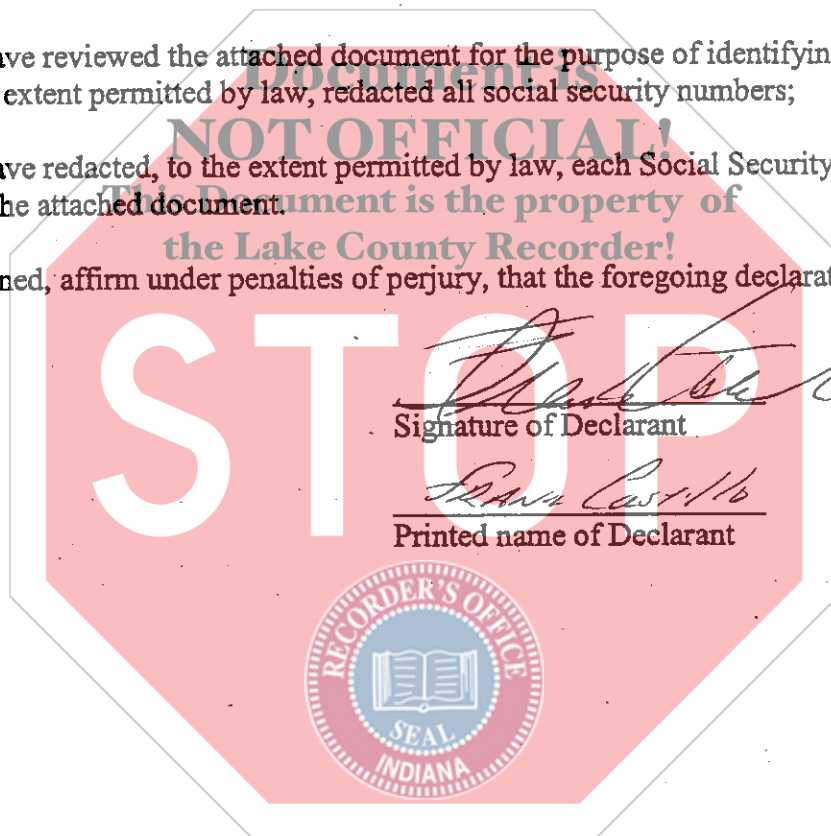 ave reviewed the attached document for the purpose of identifyin
Document is
extent permitted by law, redacted all social security numbers;
NOT OFFICIAL!
ave redacted, to the extent permitted by law, each Social Security
This Document is the property of
he attached document.
the Lake County Recorder!
ned, affirm under penalties of perjury, that the foregoing declarat
STOP
Signature of Declarant
Castillo
Printed name of Declarant
RECORDER'S OFFICE
SEAL
INDIANA